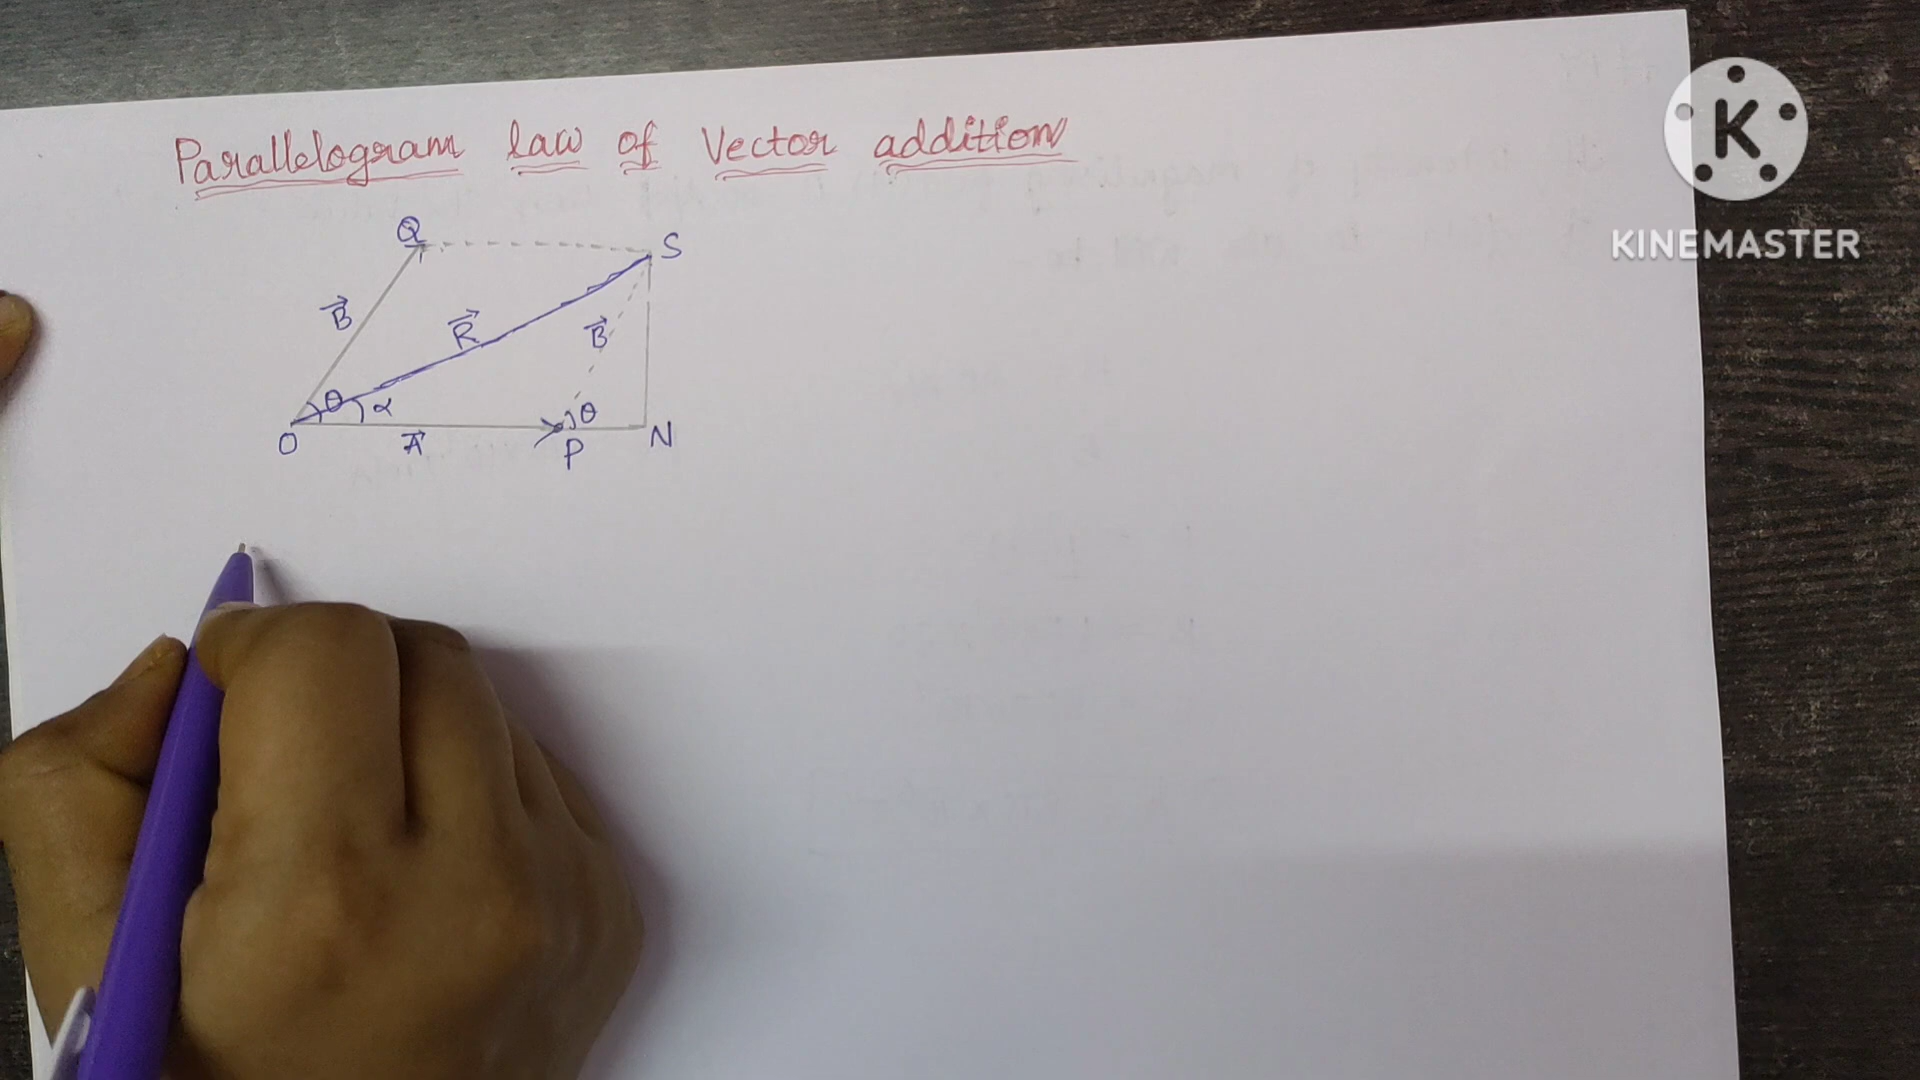 Parallelogram law of Vector addition
K
KINEMASTER
Q
S
B⃗
R⃗
B⃗
θ
α
θ
O
A⃗
P
N